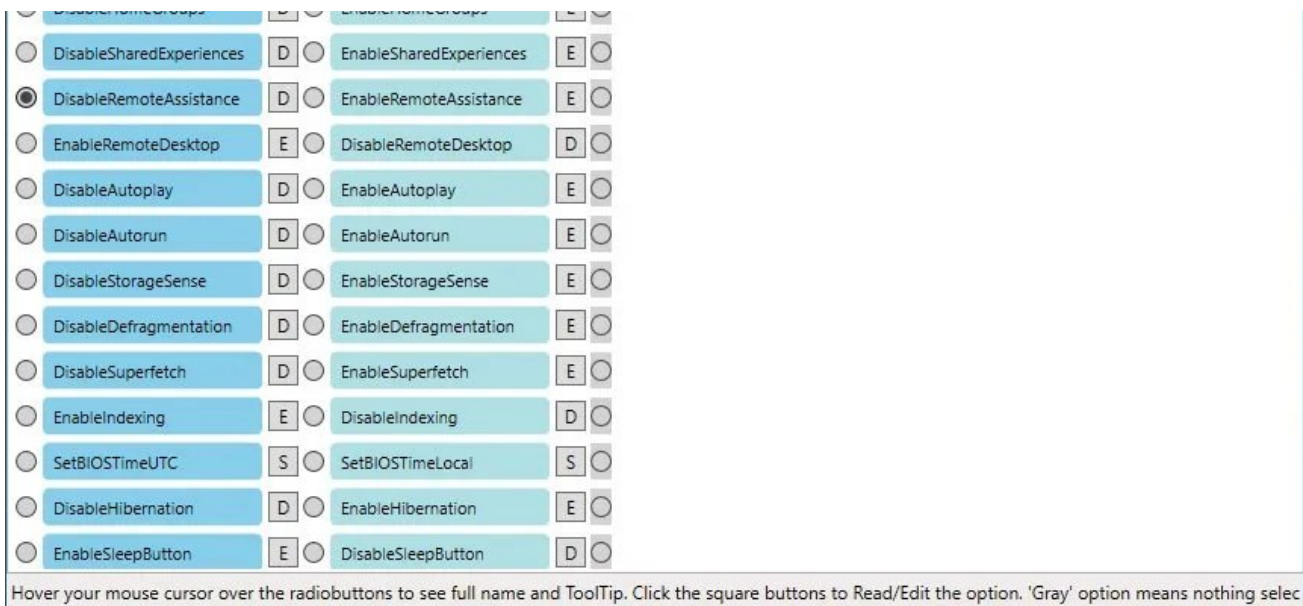 DisableHomeGroups D EnableHomeGroups E
DisableSharedExperiences D EnableSharedExperiences E
DisableRemoteAssistance D EnableRemoteAssistance E
EnableRemoteDesktop E DisableRemoteDesktop D
DisableAutoplay D EnableAutoplay E
DisableAutorun D EnableAutorun E
DisableStorageSense D EnableStorageSense E
DisableDefragmentation D EnableDefragmentation E
DisableSuperfetch D EnableSuperfetch E
EnableIndexing E DisableIndexing D
SetBIOSTimeUTC S SetBIOSTimeLocal S
DisableHibernation D EnableHibernation E
EnableSleepButton E DisableSleepButton D
Hover your mouse cursor over the radiobuttons to see full name and ToolTip. Click the square buttons to Read/Edit the option. 'Gray' option means nothing selec